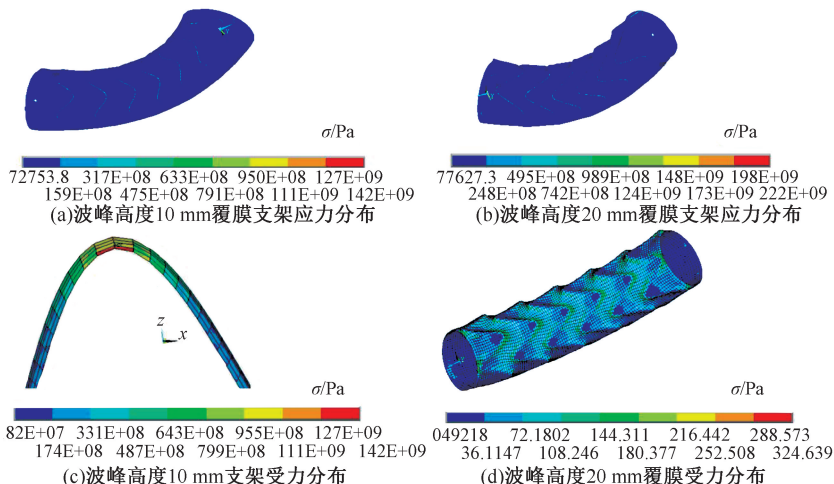 σ/Pa
72753.8 317E+08 633E+08 950E+08 127E+09
159E+08 475E+08 791E+08 111E+09 142E+09
(a)波峰高度10 mm覆膜支架应力分布
σ/Pa
77627.3 495E+08 989E+08 148E+09 198E+09
248E+08 742E+08 124E+09 173E+09 222E+09
(b)波峰高度20 mm覆膜支架应力分布
z
x
σ/Pa
82E+07 331E+08 643E+08 955E+08 127E+09
174E+08 487E+08 799E+08 111E+09 142E+09
(c)波峰高度10 mm支架受力分布
σ/Pa
049218 72.1802 144.311 216.442 288.573
36.1147 108.246 180.377 252.508 324.639
(d)波峰高度20 mm覆膜受力分布